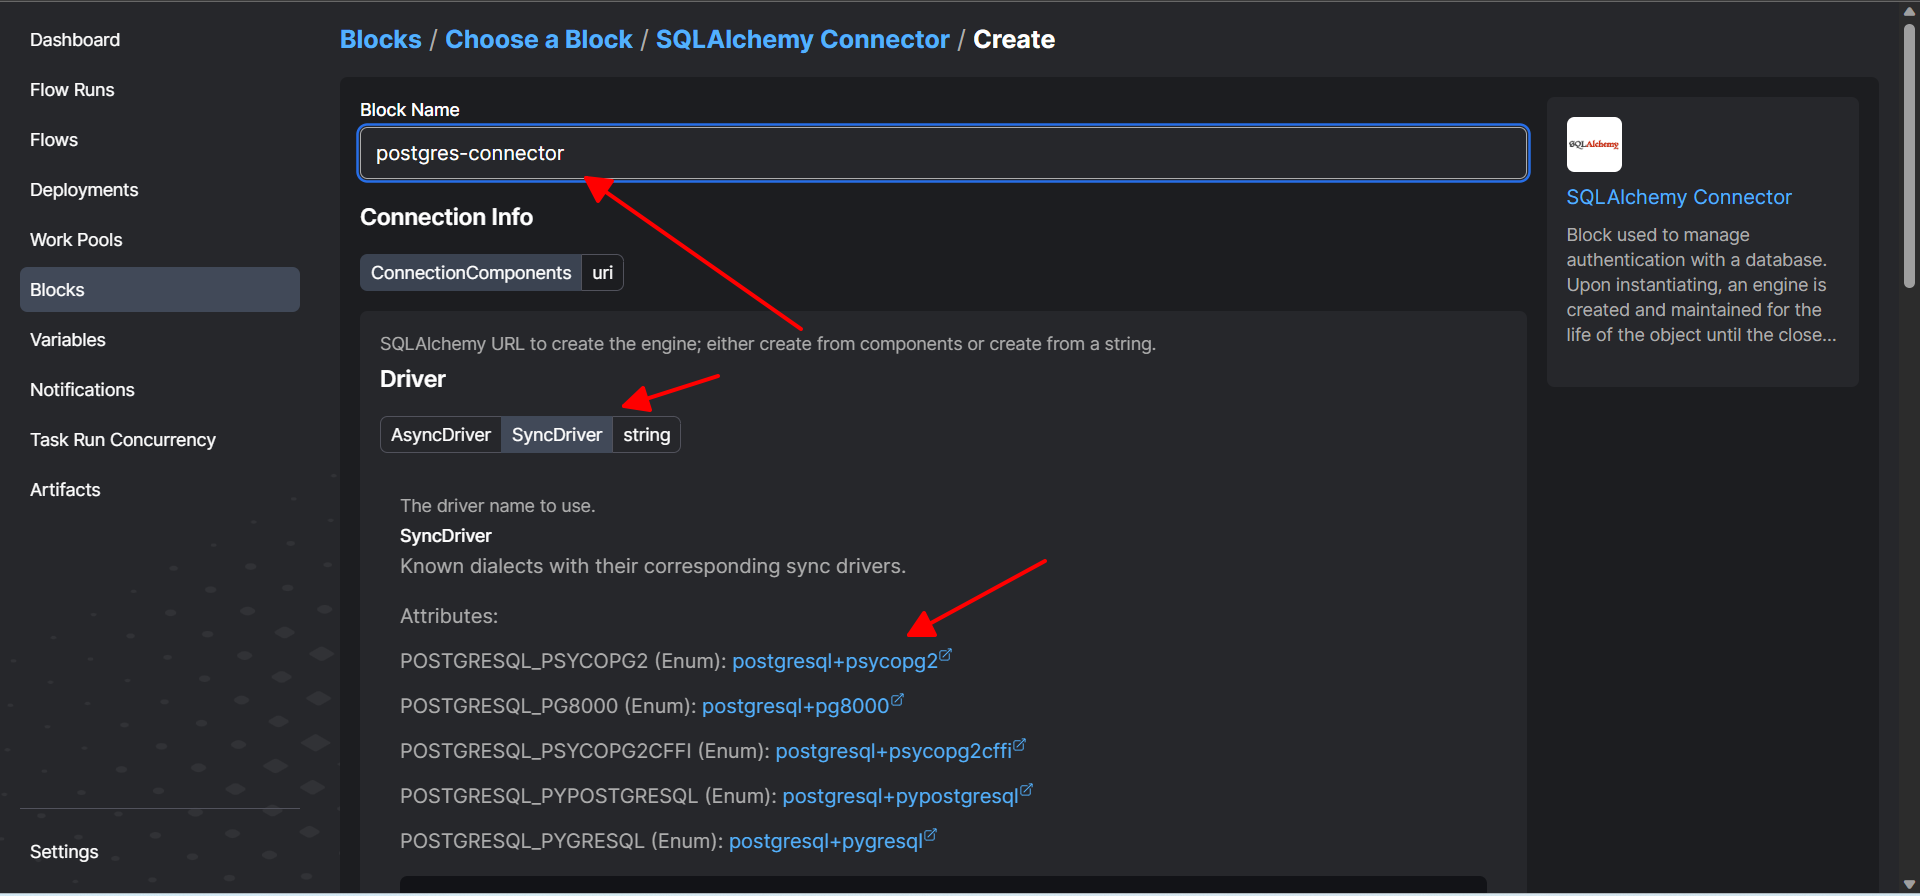 Dashboard
Flow Runs
Flows
Deployments
Work Pools
Blocks
Variables
Notifications
Task Run Concurrency
Artifacts
Settings
Blocks / Choose a Block / SQLAlchemy Connector / Create
Block Name
postgres-connector
Connection Info
ConnectionComponents uri
SQLAlchemy URL to create the engine; either create from components or create from a string.
Driver
AsyncDriver SyncDriver string
The driver name to use.
SyncDriver
Known dialects with their corresponding sync drivers.
Attributes:
POSTGRESQL_PSYCOPG2 (Enum): postgresql+psycopg2
POSTGRESQL_PG8000 (Enum): postgresql+pg8000
POSTGRESQL_PSYCOPG2CFFI (Enum): postgresql+psycopg2cffi
POSTGRESQL_PYPOSTGRESQL (Enum): postgresql+pypostgresql
POSTGRESQL_PYGRESQL (Enum): postgresql+pygresql
SQLAlchemy
SQLAlchemy Connector
Block used to manage
authentication with a database.
Upon instantiating, an engine is
created and maintained for the
life of the object until the close...